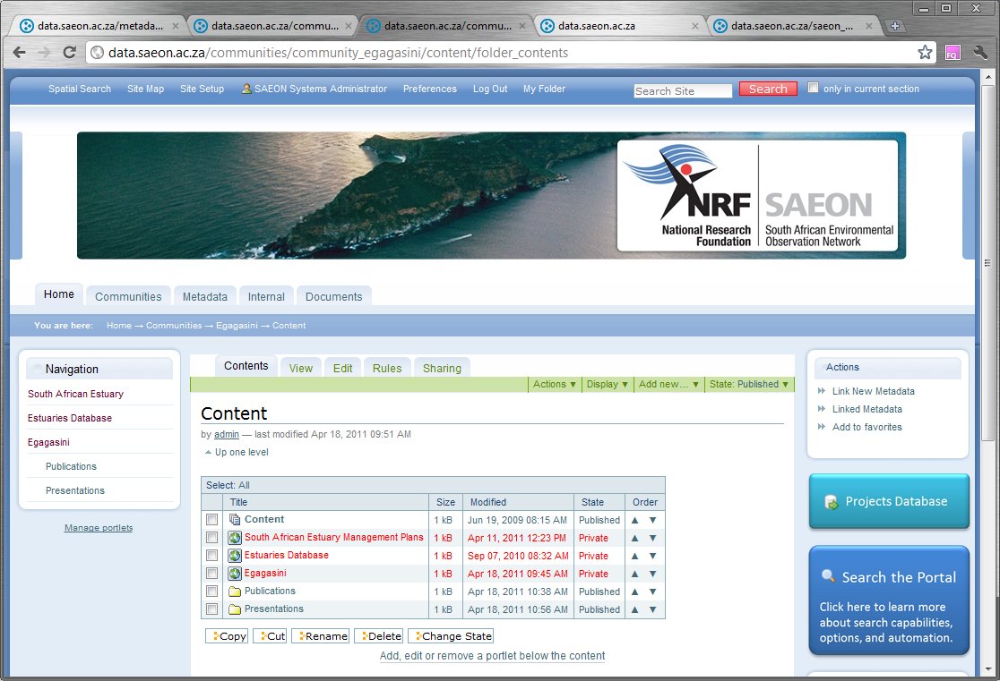 data.saeon.ac.za/metada...
data.saeon.ac.za/commu...
data.saeon.ac.za/commu...
data.saeon.ac.za
data.saeon.ac.za/saeon_...
data.saeon.ac.za/communities/community_egagasini/content/folder_contents
FQ
Spatial Search Site Map Site Setup SAEON Systems Administrator Preferences Log Out My Folder Search Site Search only in current section
NRF
National Research
Foundation
SAEON
South African Environmental
Observation Network
Home Communities Metadata Internal Documents
You are here: Home → Communities → Egagasini → Content
Navigation
South African Estuary
Estuaries Database
Egagasini
Publications
Presentations
Manage portlets
Contents View Edit Rules Sharing
Actions ▼ Display ▼ Add new… ▼ State: Published ▼
Content
by admin — last modified Apr 18, 2011 09:51 AM
Up one level
Select: All
Title Size Modified State Order
Content 1 kB Jun 19, 2009 08:15 AM Published ▲ ▼
South African Estuary Management Plans 1 kB Apr 11, 2011 12:23 PM Private ▲ ▼
Estuaries Database 1 kB Sep 07, 2010 08:32 AM Private ▲ ▼
Egagasini 1 kB Apr 18, 2011 09:45 AM Private ▲ ▼
Publications 1 kB Apr 18, 2011 10:38 AM Published ▲ ▼
Presentations 1 kB Apr 18, 2011 10:56 AM Published ▲ ▼
Copy Cut Rename Delete Change State
Add, edit or remove a portlet below the content
Actions
Link New Metadata
Linked Metadata
Add to favorites
Projects Database
Search the Portal
Click here to learn more
about search capabilities,
options, and automation.